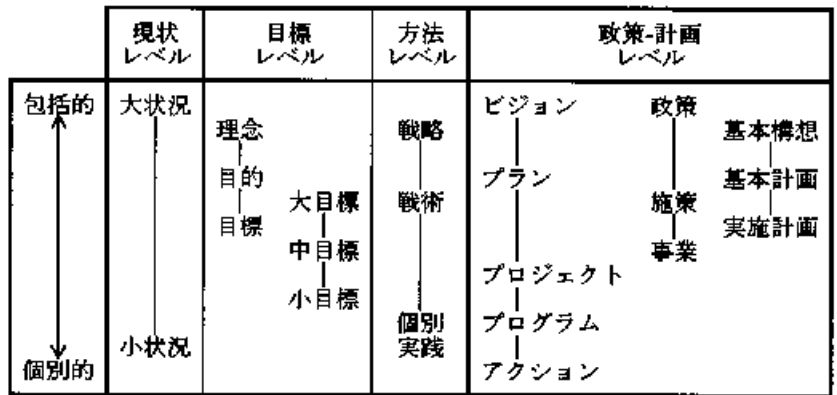 現状
レベル
目標
レベル
方法
レベル
政策-計画
レベル
包括的
個別的
大状況
小状況
理念
目的
目標
大目標
中目標
小目標
戦略
戦術
個別
実践
ビジョン
プラン
プロジェクト
プログラム
アクション
政策
施策
事業
基本構想
基本計画
実施計画